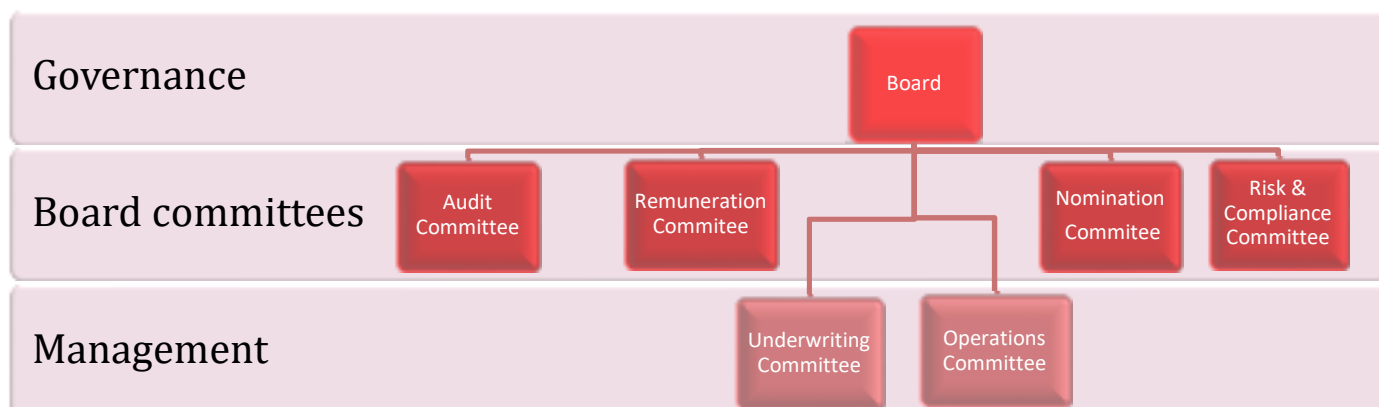 Governance
Board
Board committees
Audit
Committee
Remuneration
Commitee
Nomination
Commitee
Risk &
Compliance
Committee
Management
Underwriting
Committee
Operations
Committee